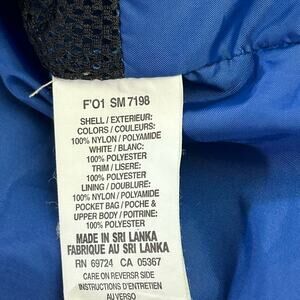 F'01 SM 7198
SHELL / EXTERIEUR:
COLORS / COULEURS:
100% NYLON / POLYAMIDE
WHITE / BLANC:
100% POLYESTER
TRIM / LISERE:
100% POLYESTER
LINING / DOUBLURE:
100% NYLON / POLYAMIDE
POCKET BAG / POCHE &
UPPER BODY / POITRINE:
100% POLYESTER
MADE IN SRI LANKA
FABRIQUE AU SRI LANKA
RN 69724 CA 05367
CARE ON REVERSR SIDE
INSTRUCTIONS D'ENTRETIEN
AU VERSO